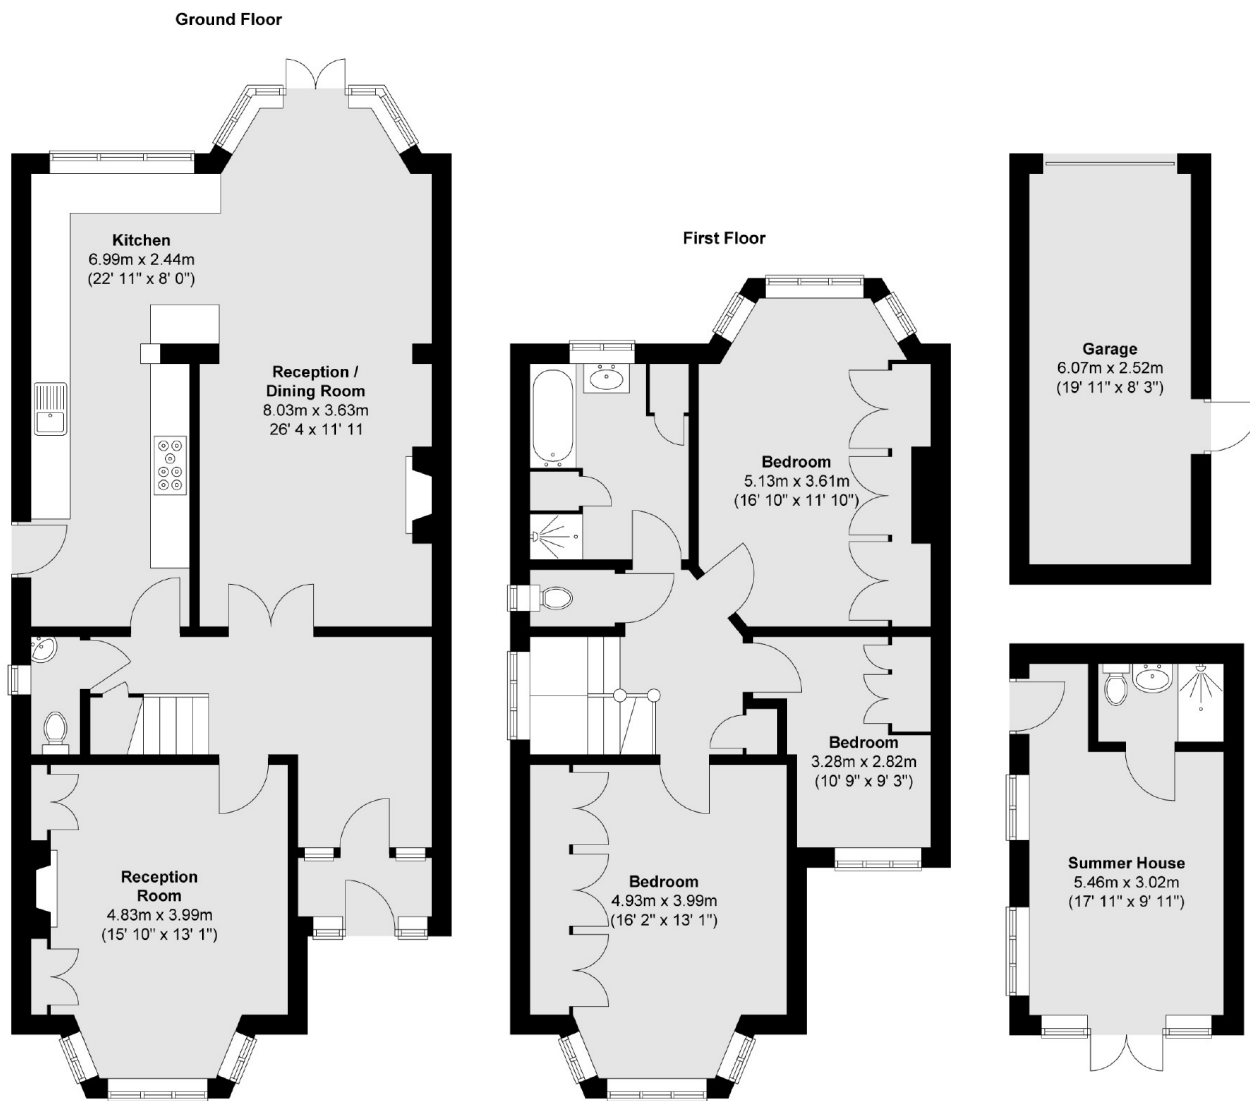 Ground Floor
Kitchen
6.99m x 2.44m
(22' 11" x 8' 0")
Reception /
Dining Room
8.03m x 3.63m
26' 4 x 11' 11
Reception
Room
4.83m x 3.99m
(15' 10" x 13' 1")
First Floor
Bedroom
5.13m x 3.61m
(16' 10" x 11' 10")
Bedroom
3.28m x 2.82m
(10' 9" x 9' 3")
Bedroom
4.93m x 3.99m
(16' 2" x 13' 1")
Garage
6.07m x 2.52m
(19' 11" x 8' 3")
Summer House
5.46m x 3.02m
(17' 11" x 9' 11")